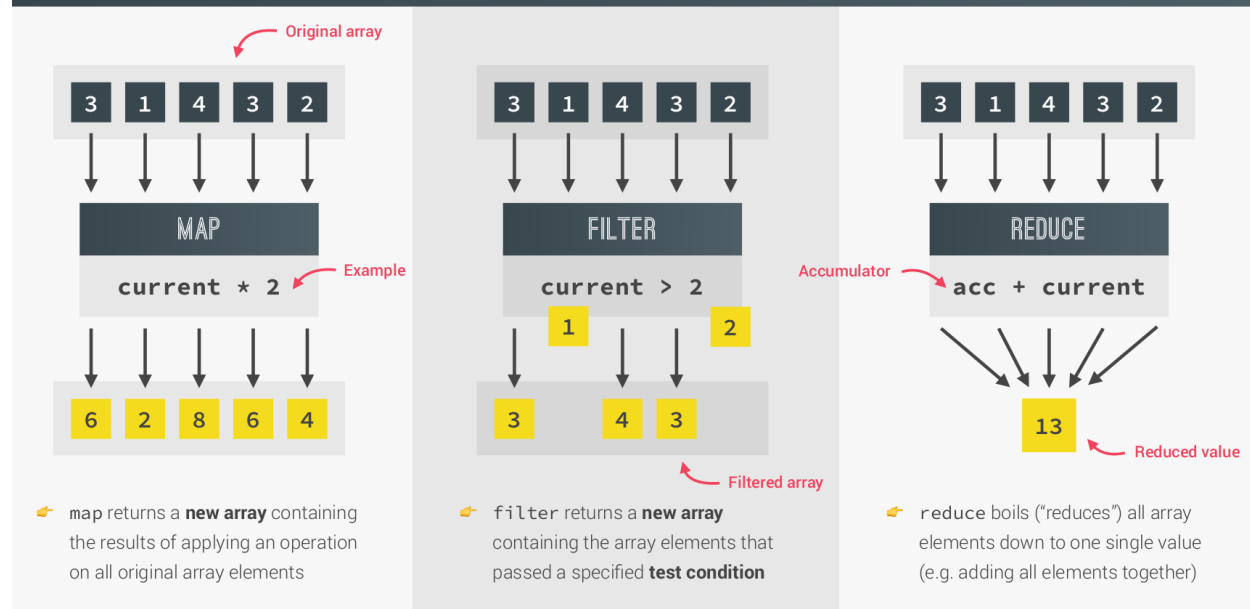 Original array
3 1 4 3 2
MAP
current * 2
Example
6 2 8 6 4
👉 map returns a new array containing
the results of applying an operation
on all original array elements
3 1 4 3 2
FILTER
current > 2
1 2
3 4 3
Filtered array
👉 filter returns a new array
containing the array elements that
passed a specified test condition
3 1 4 3 2
REDUCE
Accumulator
acc + current
13
Reduced value
👉 reduce boils (“reduces”) all array
elements down to one single value
(e.g. adding all elements together)